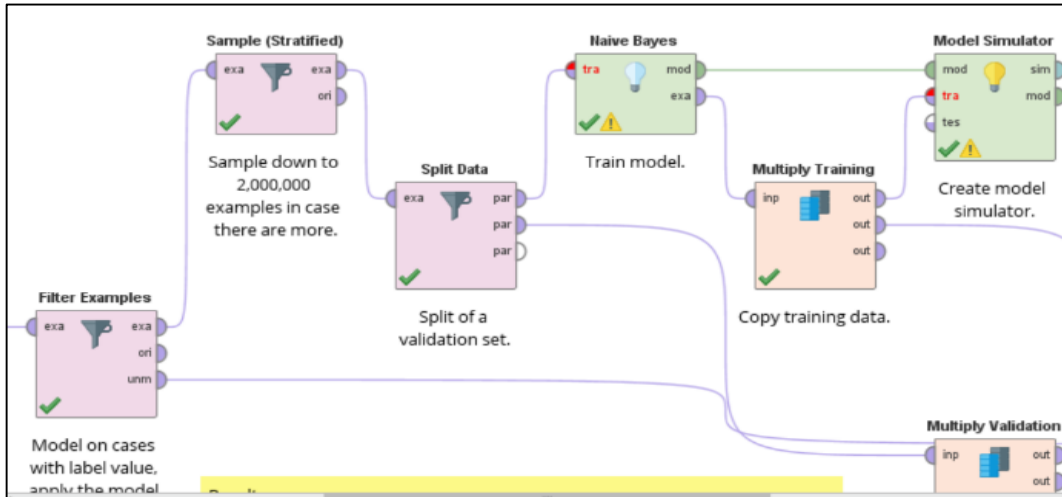 Sample (Stratified)
exa
exa
ori
Sample down to
2,000,000
examples in case
there are more.
Split Data
exa
par
par
par
Split of a
validation set.
Naive Bayes
tra
mod
exa
Train model.
Multiply Training
inp
out
out
out
Copy training data.
Model Simulator
mod
sim
tra
mod
tes
Create model
simulator.
Filter Examples
exa
exa
ori
unm
Model on cases
with label value,
apply the model
Multiply Validation
inp
out
out